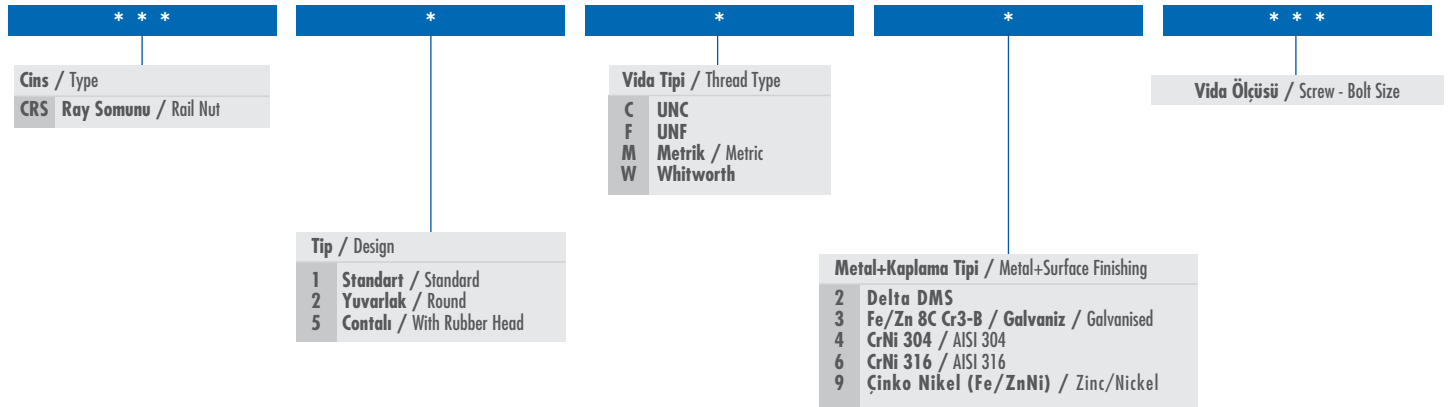 * * * * * * * * *
Cins / Type
CRS Ray Somunu / Rail Nut
Tip / Design
1 Standart / Standard
2 Yuvarlak / Round
5 Contalı / With Rubber Head
Vida Tipi / Thread Type
C UNC
F UNF
M Metrik / Metric
W Whitworth
Metal+Kaplama Tipi / Metal+Surface Finishing
2 Delta DMS
3 Fe/Zn 8C Cr3-B / Galvaniz / Galvanised
4 CrNi 304 / AISI 304
6 CrNi 316 / AISI 316
9 Çinko Nikel (Fe/ZnNi) / Zinc/Nickel
Vida Ölçüsü / Screw - Bolt Size